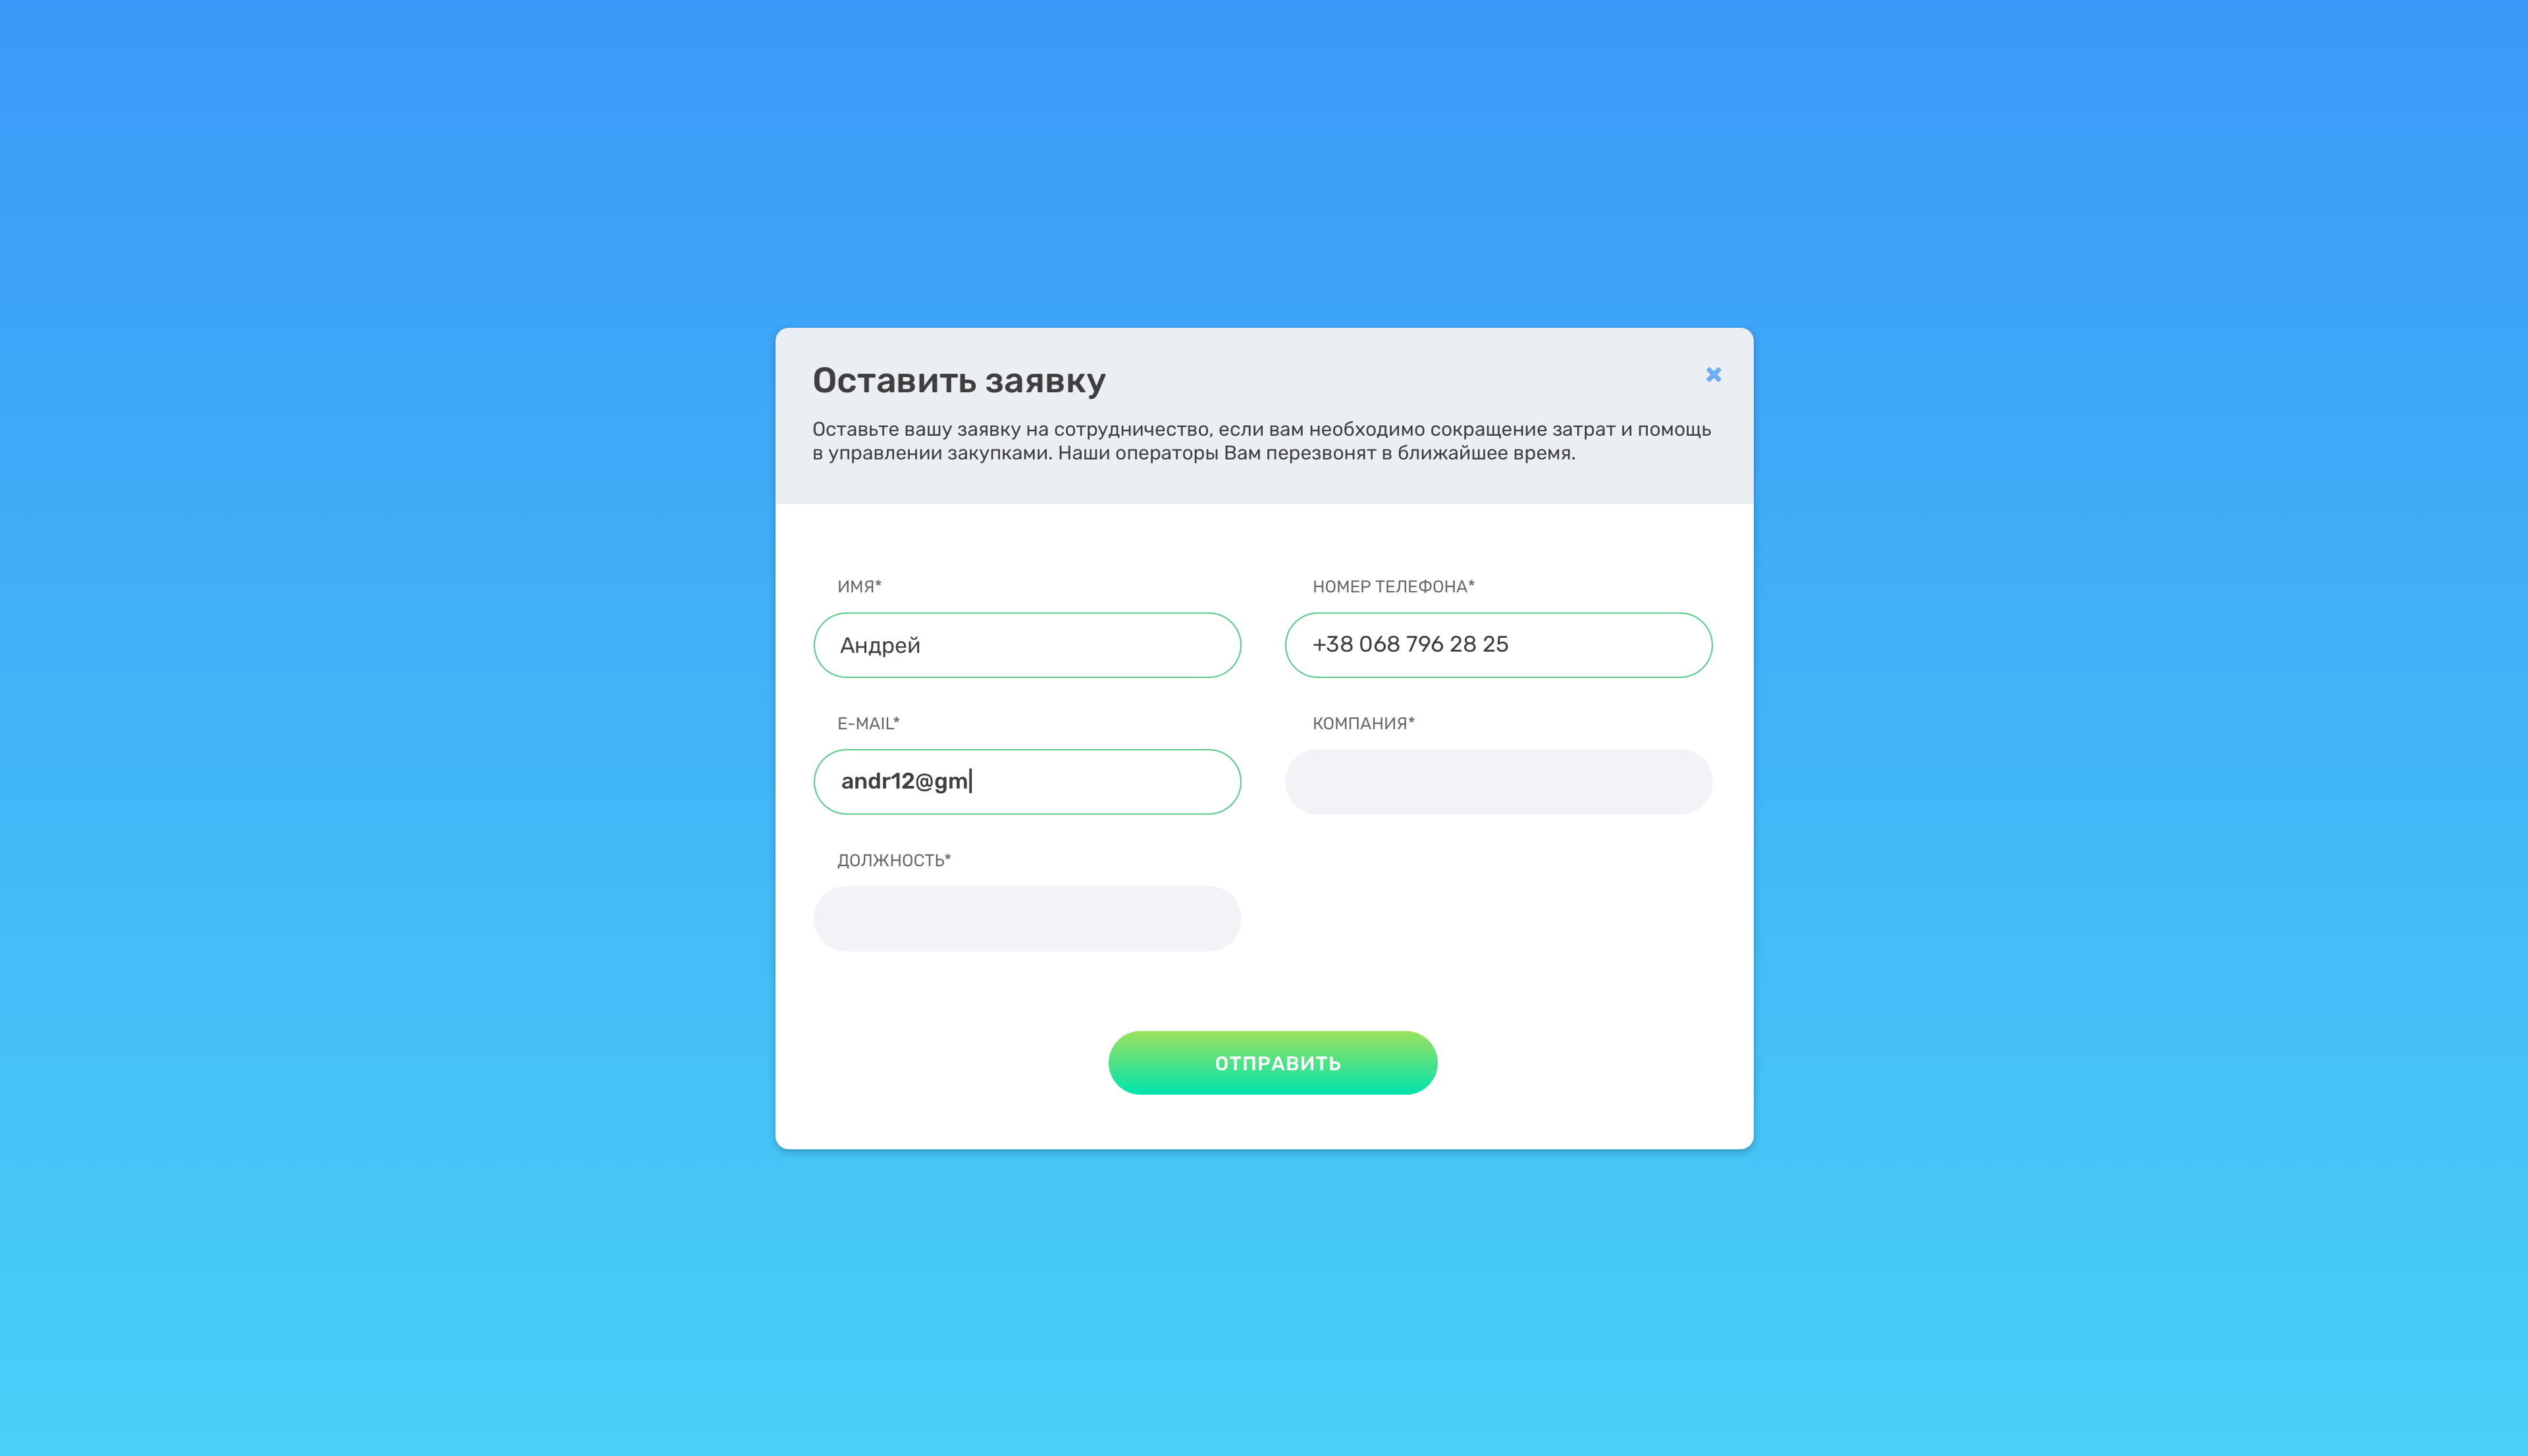 Оставить заявку
Оставьте вашу заявку на сотрудничество, если вам необходимо сокращение затрат и помощь
в управлении закупками. Наши операторы Вам перезвонят в ближайшее время.
ИМЯ*
Андрей
НОМЕР ТЕЛЕФОНА*
+38 068 796 28 25
E-MAIL*
andr12@gm
КОМПАНИЯ*
ДОЛЖНОСТЬ*
ОТПРАВИТЬ